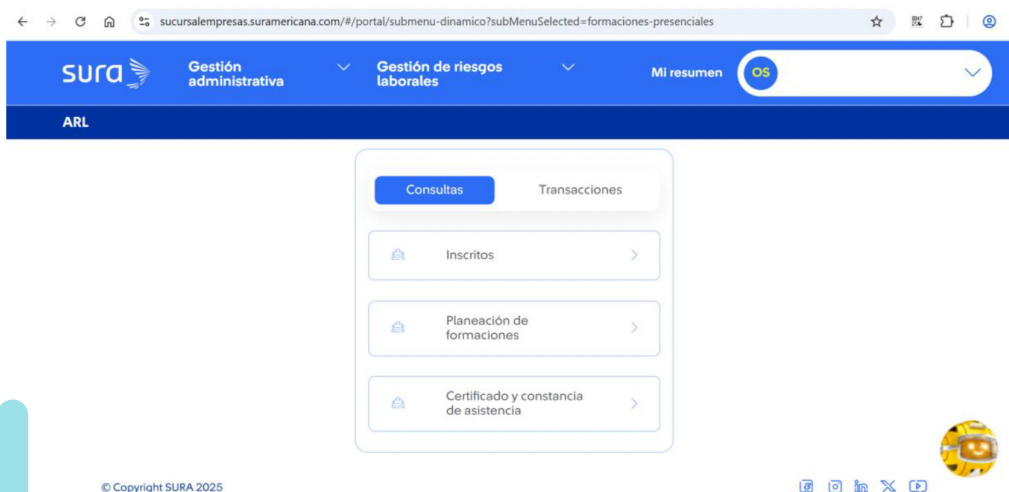 sucursalempresas.suramericana.com/#/portal/submenu-dinamico?subMenuSelected=formaciones-presenciales
sura
Gestión
administrativa
Gestión de riesgos
laborales
Mi resumen
OS
ARL
Consultas
Transacciones
Inscritos
Planeación de
formaciones
Certificado y constancia
de asistencia
© Copyright SURA 2025